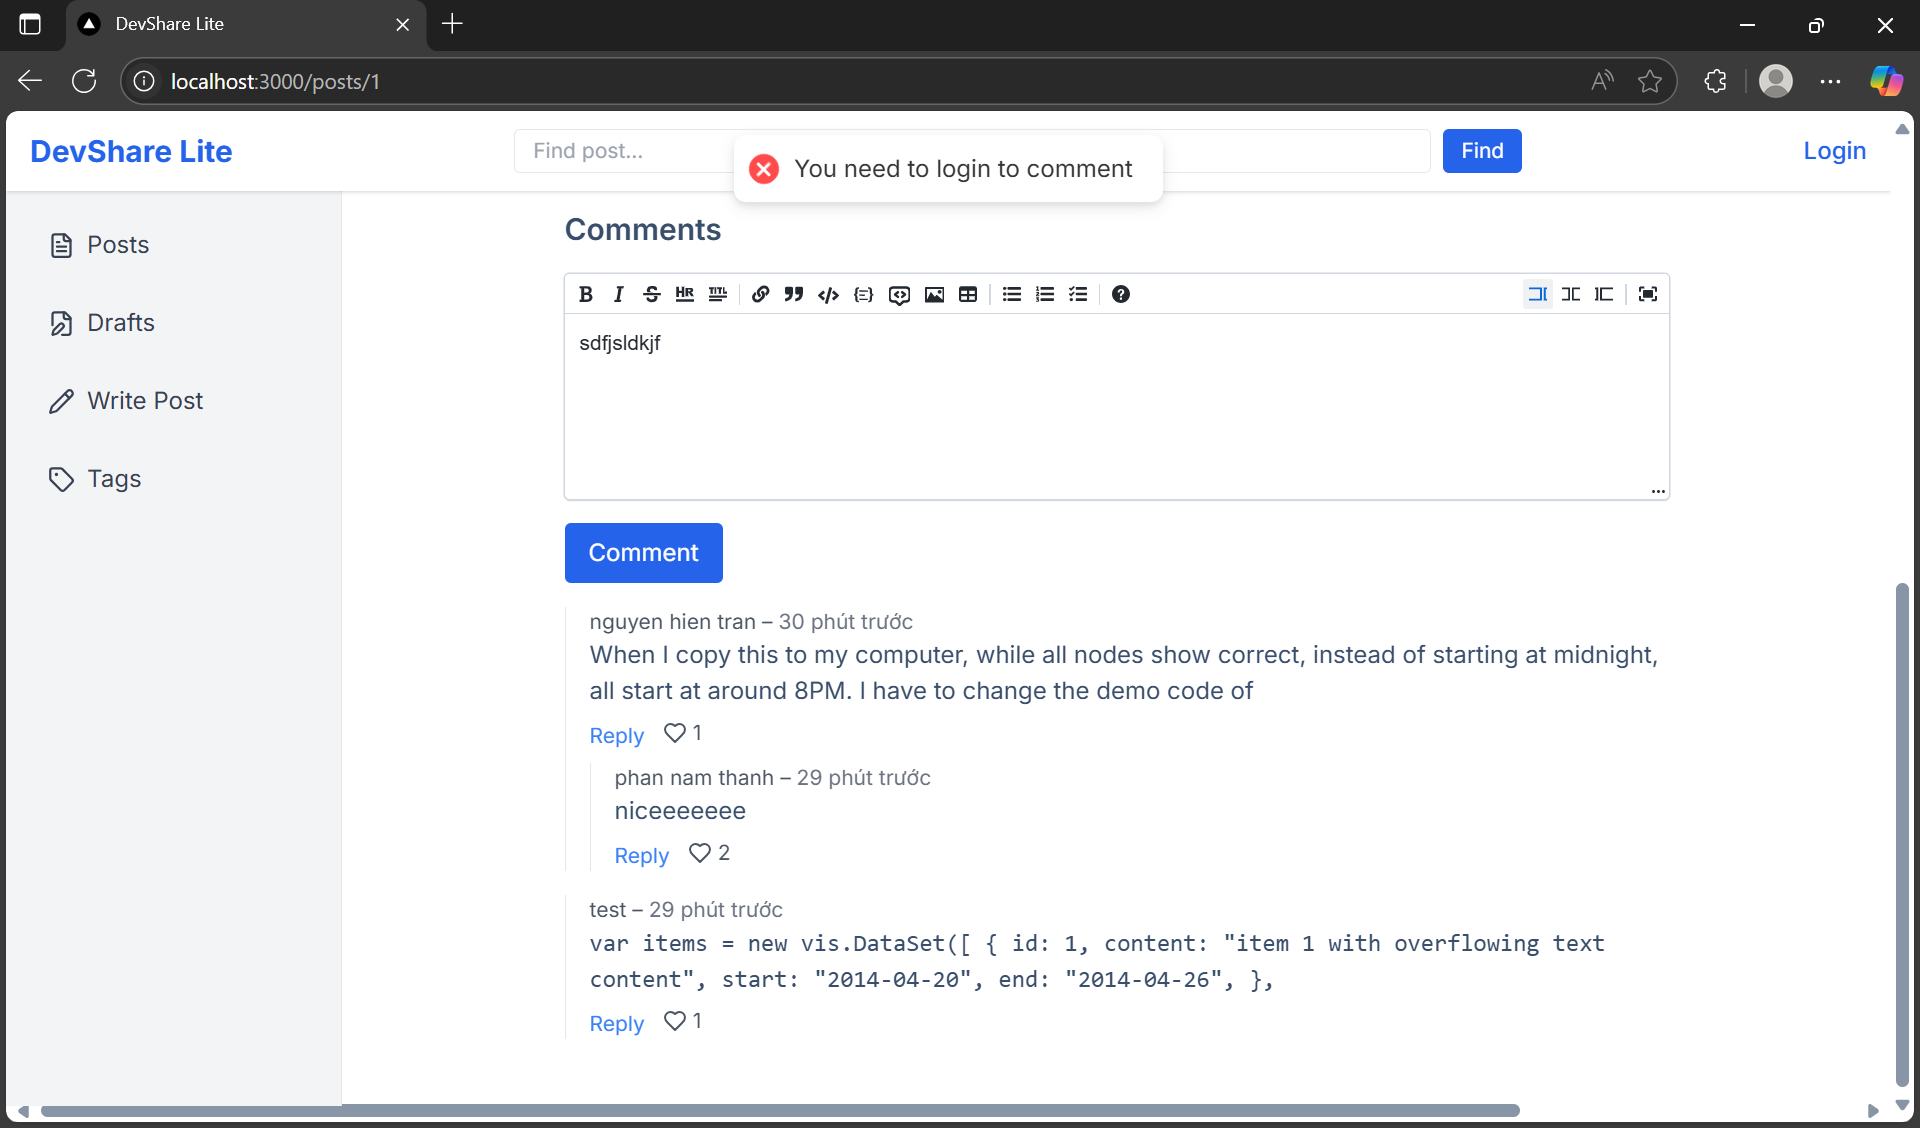 DevShare Lite
localhost:3000/posts/1
DevShare Lite
Find post...
You need to login to comment
Find
Login
Posts
Drafts
Write Post
Tags
Comments
B I S HR TITL
sdfjsldkjf
Comment
nguyen hien tran – 30 phút trước
When I copy this to my computer, while all nodes show correct, instead of starting at midnight,
all start at around 8PM. I have to change the demo code of
Reply 1
phan nam thanh – 29 phút trước
niceeeeeee
Reply 2
test – 29 phút trước
var items = new vis.DataSet([ { id: 1, content: "item 1 with overflowing text
content", start: "2014-04-20", end: "2014-04-26", },
Reply 1